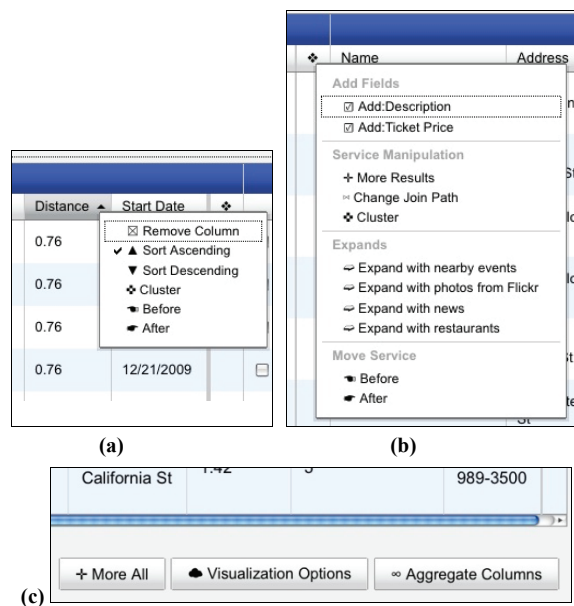 Distance Start Date
Remove Column
0.76
Sort Ascending
0.76
Sort Descending
Cluster
0.76
Before
After
0.76 12/21/2009
(a)
Name Address
Add Fields
Add:Description
Add:Ticket Price
Service Manipulation
More Results
Change Join Path
Cluster
Expands
Expand with nearby events
Expand with photos from Flickr
Expand with news
Expand with restaurants
Move Service
Before
After
St
(b)
California St 989-3500
More All Visualization Options Aggregate Columns
(c)